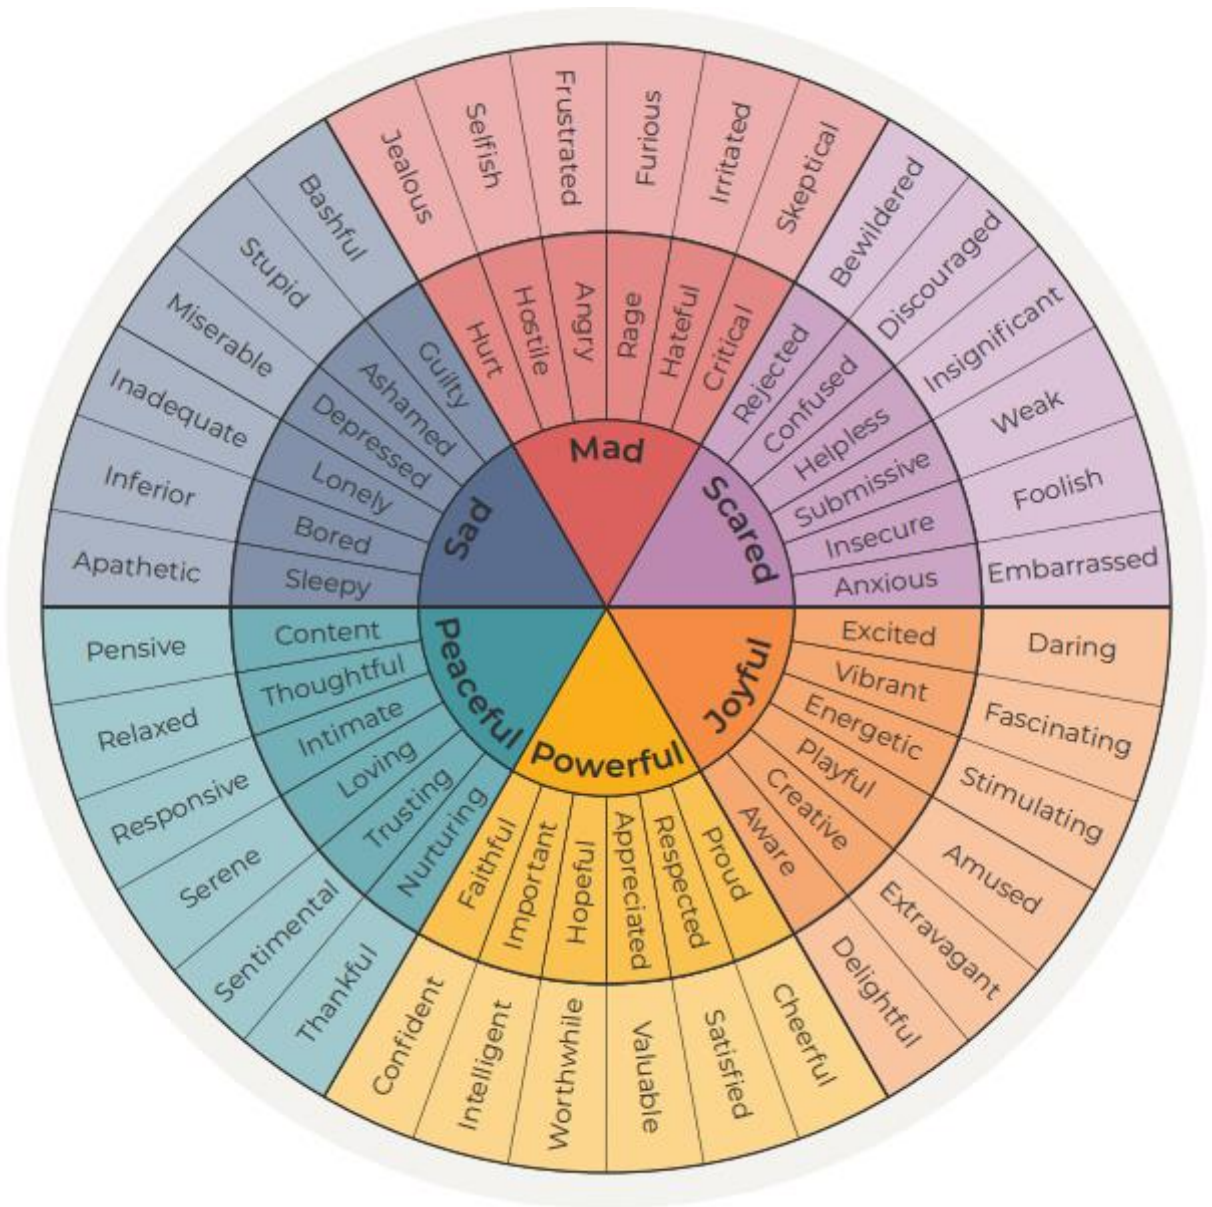 Mad
Hurt
Hostile
Angry
Rage
Hateful
Critical
Jealous
Selfish
Frustrated
Furious
Irritated
Skeptical
Scared
Rejected
Confused
Helpless
Submissive
Insecure
Anxious
Bewildered
Discouraged
Insignificant
Weak
Foolish
Embarrassed
Joyful
Excited
Vibrant
Energetic
Playful
Creative
Aware
Daring
Fascinating
Stimulating
Amused
Extravagant
Delightful
Powerful
Proud
Respected
Appreciated
Hopeful
Important
Faithful
Cheerful
Satisfied
Valuable
Worthwhile
Intelligent
Confident
Peaceful
Nurturing
Trusting
Loving
Intimate
Thoughtful
Content
Thankful
Sentimental
Serene
Responsive
Relaxed
Pensive
Sad
Sleepy
Bored
Lonely
Depressed
Ashamed
Guilty
Apathetic
Inferior
Inadequate
Miserable
Stupid
Bashful